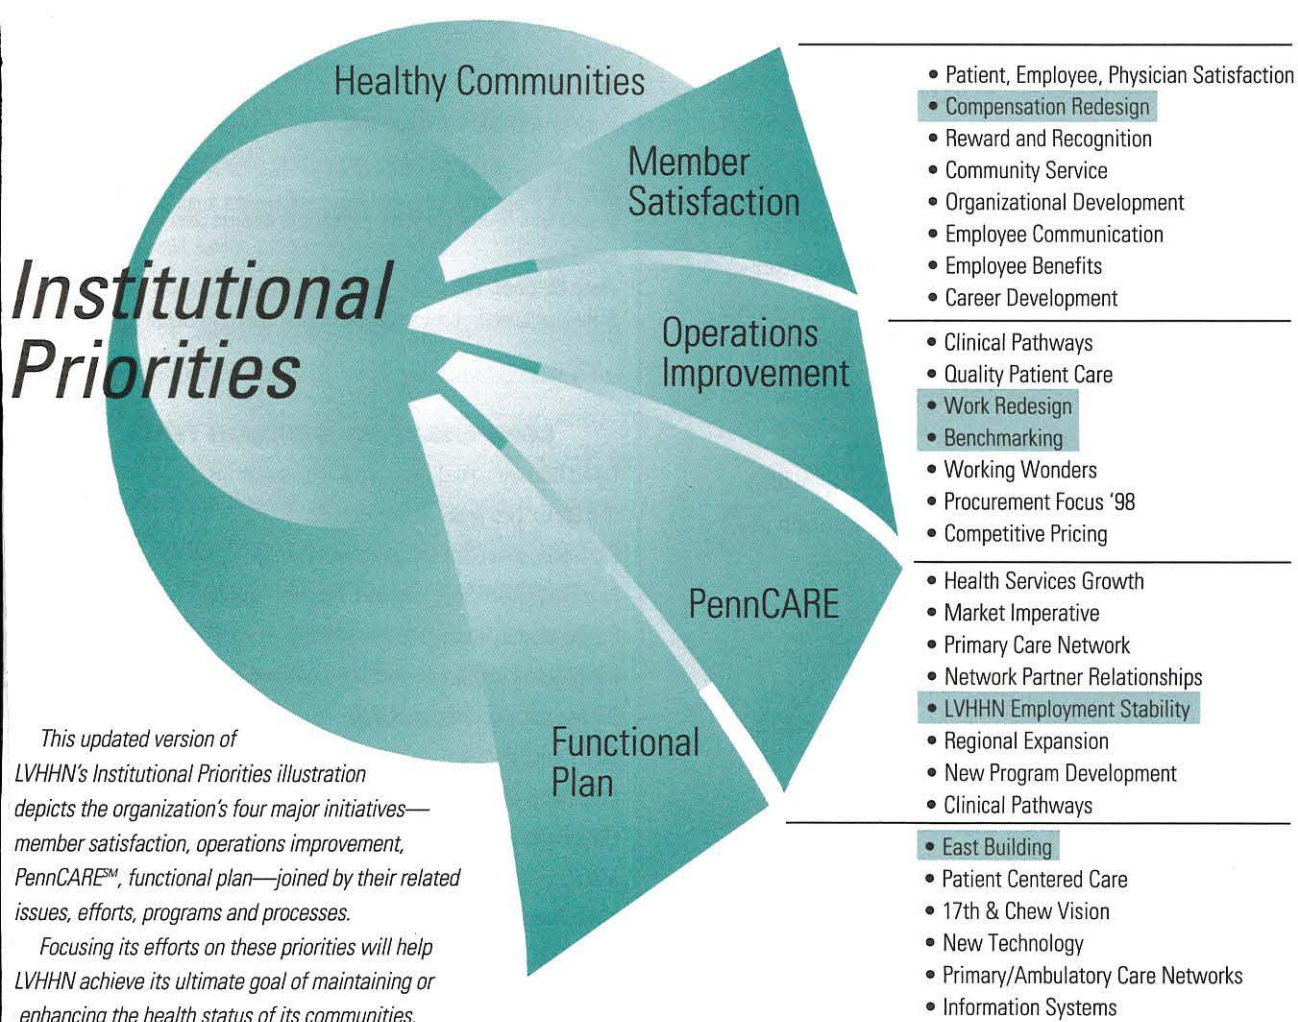 Healthy Communities
Member
Satisfaction
Institutional
Priorities
Operations
Improvement
PennCARE
Functional
Plan
• Patient, Employee, Physician Satisfaction
• Compensation Redesign
• Reward and Recognition
• Community Service
• Organizational Development
• Employee Communication
• Employee Benefits
• Career Development
• Clinical Pathways
• Quality Patient Care
• Work Redesign
• Benchmarking
• Working Wonders
• Procurement Focus '98
• Competitive Pricing
• Health Services Growth
• Market Imperative
• Primary Care Network
• Network Partner Relationships
• LVHHN Employment Stability
• Regional Expansion
• New Program Development
• Clinical Pathways
• East Building
• Patient Centered Care
• 17th & Chew Vision
• New Technology
• Primary/Ambulatory Care Networks
• Information Systems
This updated version of
LVHHN's Institutional Priorities illustration
depicts the organization's four major initiatives—
member satisfaction, operations improvement,
PennCARE℠, functional plan—joined by their related
issues, efforts, programs and processes.
Focusing its efforts on these priorities will help
LVHHN achieve its ultimate goal of maintaining or
enhancing the health status of its communities.